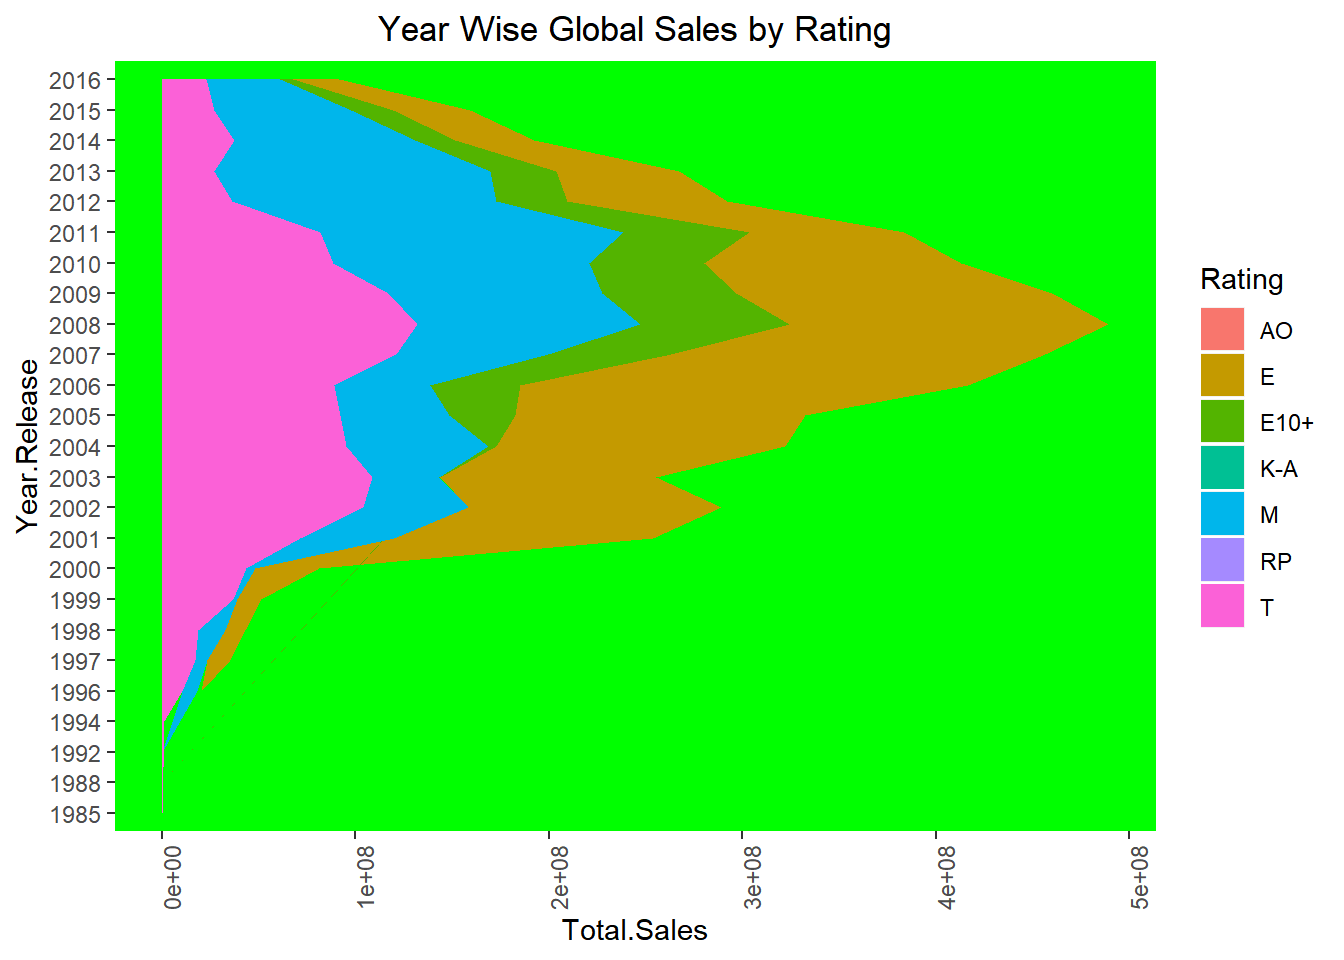 Year Wise Global Sales by Rating
Year.Release
2016
2015
2014
2013
2012
2011
2010
2009
2008
2007
2006
2005
2004
2003
2002
2001
2000
1999
1998
1997
1996
1994
1992
1988
1985
0e+00
1e+08
2e+08
3e+08
4e+08
5e+08
Total.Sales
Rating
AO
E
E10+
K-A
M
RP
T